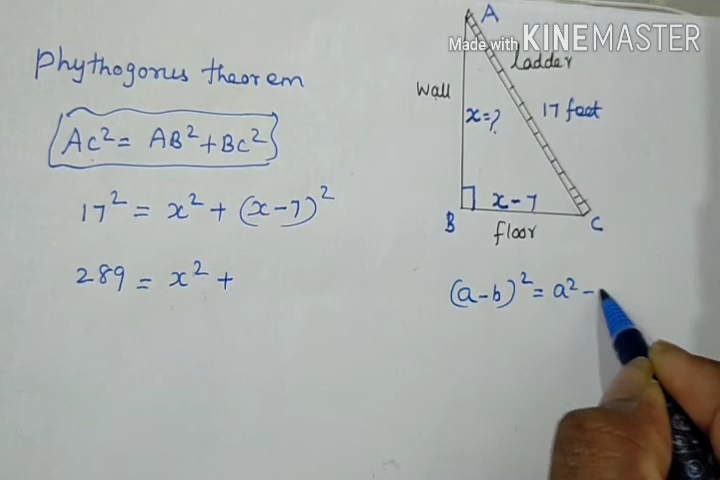 Made with KINEMASTER
Phythogorus theorem
AC² = AB² + BC²
17² = x² + (x-7)²
289 = x² +
A
ladder
wall
x=?
17 feet
x-7
B
C
floor
(a-b)² = a² -